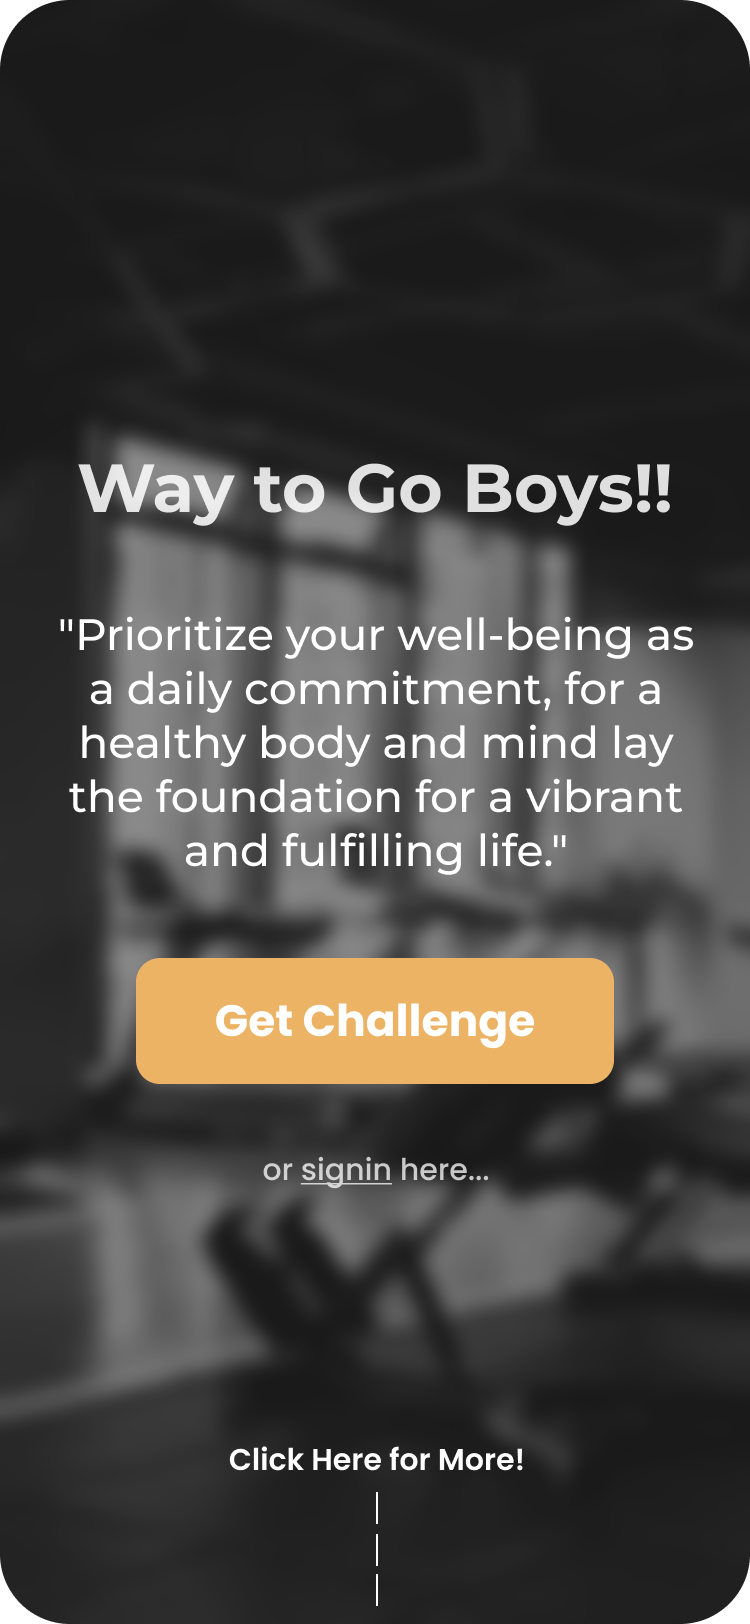 Way to Go Boys!!
"Prioritize your well-being as
a daily commitment, for a
healthy body and mind lay
the foundation for a vibrant
and fulfilling life."
Get Challenge
or signin here...
Click Here for More!